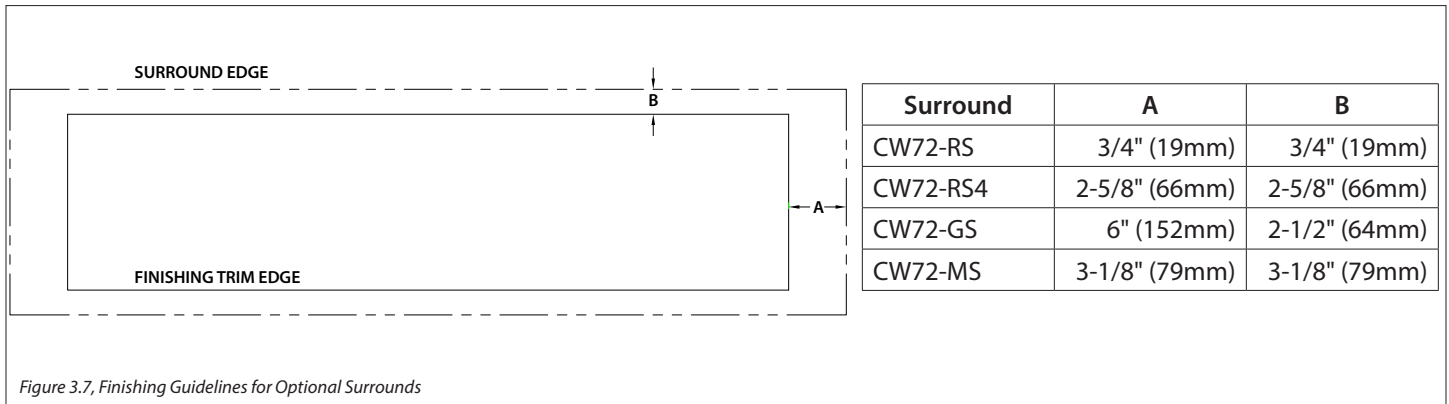 SURROUND EDGE
B
A
FINISHING TRIM EDGE
Surround A B
CW72-RS 3/4" (19mm) 3/4" (19mm)
CW72-RS4 2-5/8" (66mm) 2-5/8" (66mm)
CW72-GS 6" (152mm) 2-1/2" (64mm)
CW72-MS 3-1/8" (79mm) 3-1/8" (79mm)
Figure 3.7, Finishing Guidelines for Optional Surrounds